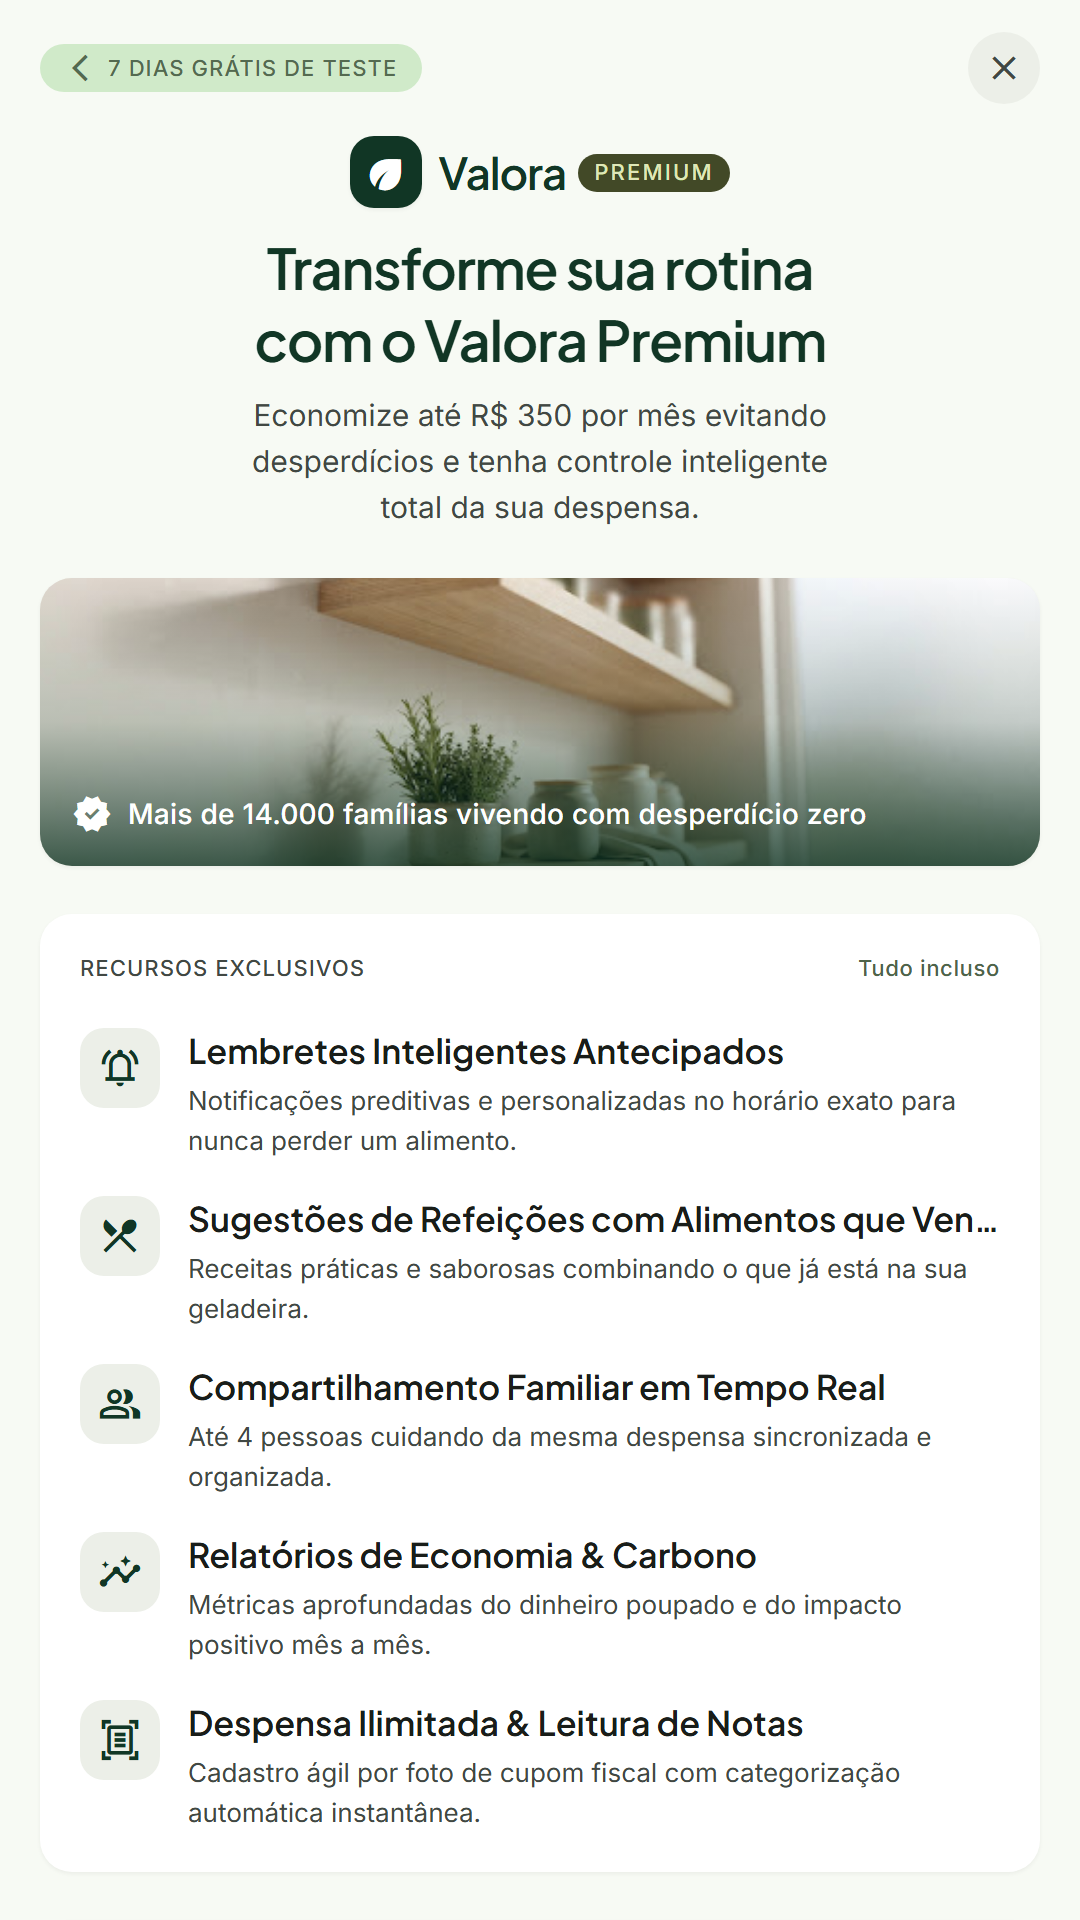 7 DIAS GRÁTIS DE TESTE
Valora PREMIUM
Transforme sua rotina
com o Valora Premium
Economize até R$ 350 por mês evitando
desperdícios e tenha controle inteligente
total da sua despensa.
Mais de 14.000 famílias vivendo com desperdício zero
RECURSOS EXCLUSIVOS
Tudo incluso
Lembretes Inteligentes Antecipados
Notificações preditivas e personalizadas no horário exato para
nunca perder um alimento.
Sugestões de Refeições com Alimentos que Ven...
Receitas práticas e saborosas combinando o que já está na sua
geladeira.
Compartilhamento Familiar em Tempo Real
Até 4 pessoas cuidando da mesma despensa sincronizada e
organizada.
Relatórios de Economia & Carbono
Métricas aprofundadas do dinheiro poupado e do impacto
positivo mês a mês.
Despensa Ilimitada & Leitura de Notas
Cadastro ágil por foto de cupom fiscal com categorização
automática instantânea.